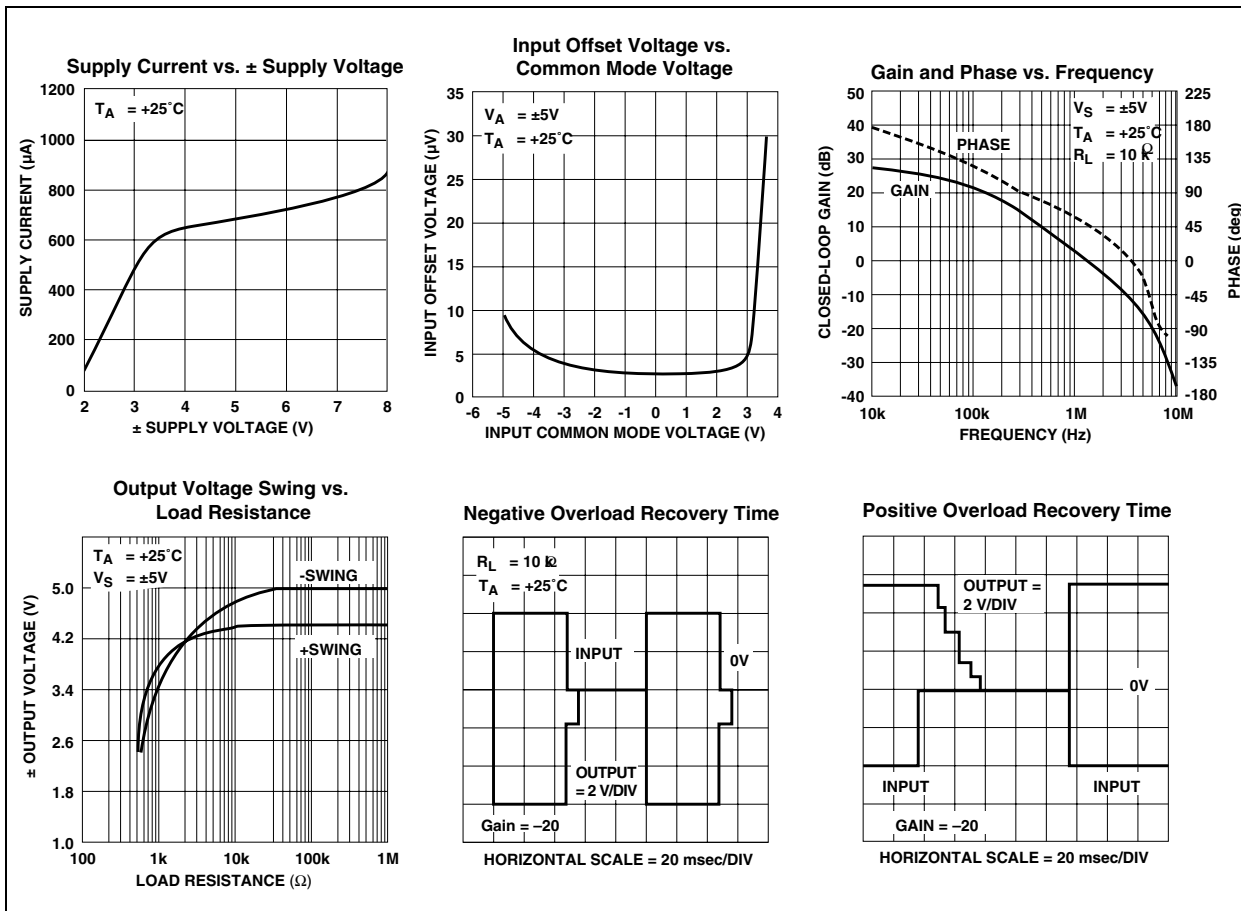 Supply Current vs. ± Supply Voltage
1200
1000
800
600
400
200
0
SUPPLY CURRENT (µA)
TA = +25˚C
2 3 4 5 6 7 8
± SUPPLY VOLTAGE (V)
Input Offset Voltage vs.
Common Mode Voltage
35
30
25
20
15
10
5
0
INPUT OFFSET VOLTAGE (µV)
VA = ±5V
TA = +25˚C
-6 -5 -4 -3 -2 -1 0 1 2 3 4
INPUT COMMON MODE VOLTAGE (V)
Gain and Phase vs. Frequency
50
40
30
20
10
0
-10
-20
-30
-40
CLOSED-LOOP GAIN (dB)
VS = ±5V
TA = +25˚C
RL = 10 kΩ
PHASE
GAIN
225
180
135
90
45
0
-45
-90
-135
-180
PHASE (deg)
10k 100k 1M 10M
FREQUENCY (Hz)
Output Voltage Swing vs.
Load Resistance
5.0
4.2
3.4
2.6
1.8
1.0
± OUTPUT VOLTAGE (V)
TA = +25˚C
VS = ±5V
-SWING
+SWING
100 1k 10k 100k 1M
LOAD RESISTANCE (Ω)
Negative Overload Recovery Time
RL = 10 kΩ
TA = +25˚C
INPUT
0V
OUTPUT
= 2 V/DIV
Gain = –20
HORIZONTAL SCALE = 20 msec/DIV
Positive Overload Recovery Time
OUTPUT =
2 V/DIV
0V
INPUT
INPUT
GAIN = –20
HORIZONTAL SCALE = 20 msec/DIV